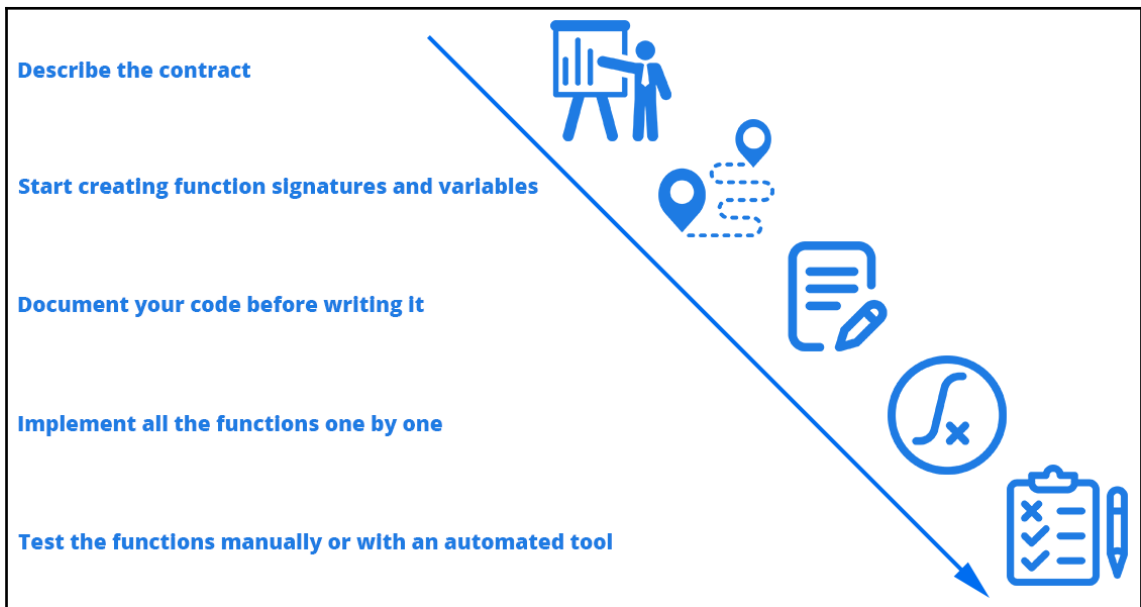 Describe the contract
Start creating function signatures and variables
Document your code before writing it
Implement all the functions one by one
Test the functions manually or with an automated tool